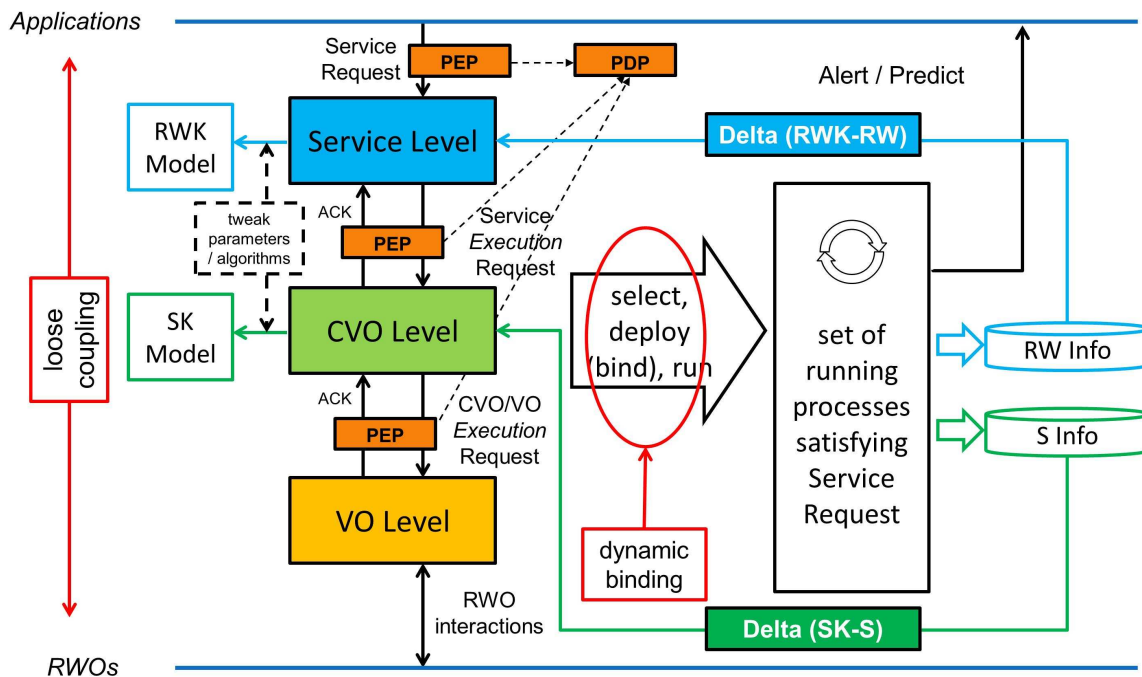 Applications
Service
Request
PEP
PDP
Alert / Predict
RWK
Model
Service Level
Delta (RWK-RW)
tweak
parameters
/ algorithms
ACK
PEP
Service
Execution
Request
loose
coupling
SK
Model
CVO Level
select,
deploy
(bind), run
set of
running
processes
satisfying
Service
Request
RW Info
S Info
ACK
PEP
CVO/VO
Execution
Request
VO Level
dynamic
binding
RWO
interactions
Delta (SK-S)
RWOs